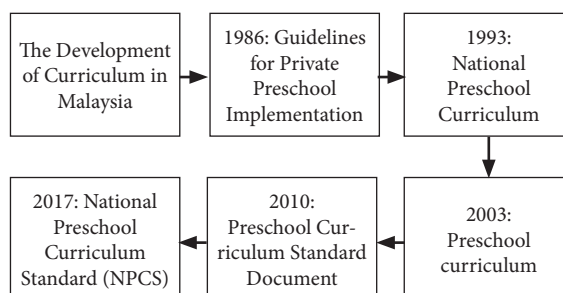 The Development
of Curriculum in
Malaysia
1986: Guidelines
for Private
Preschool
Implementation
1993:
National
Preschool
Curriculum
2003:
Preschool
curriculum
2010:
Preschool Cur-
riculum Standard
Document
2017: National
Preschool
Curriculum
Standard (NPCS)